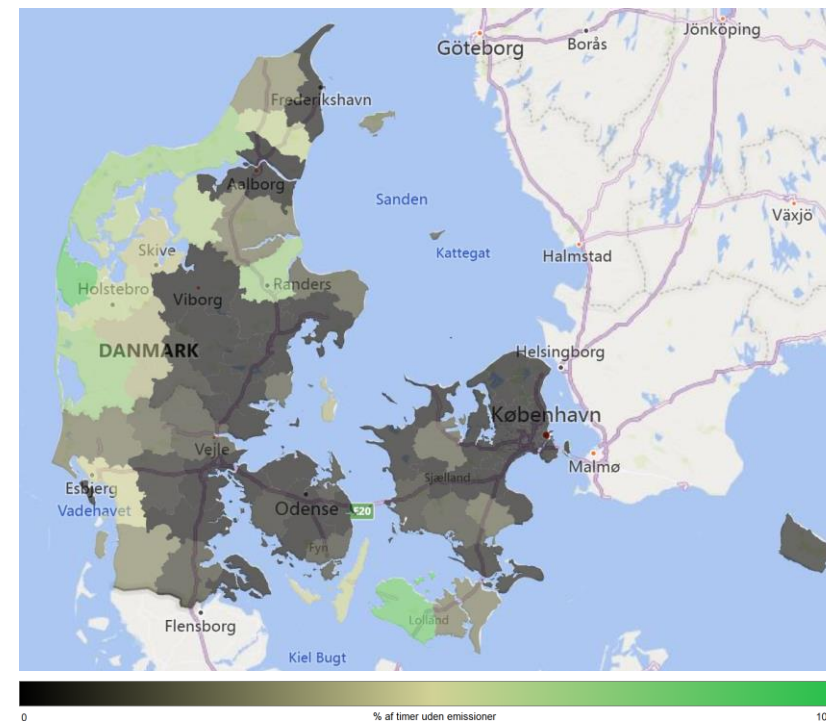 Göteborg
Borås
Jönköping
Frederikshavn
Aalborg
Sanden
Växjö
Skive
Kattegat
Halmstad
Holstebro
Randers
Viborg
DANMARK
Helsingborg
København
Vejle
Malmø
Sjælland
Esbjerg
Vadehavet
Odense
E20
Fyn
Lolland
Flensborg
Kiel Bugt
0
% af timer uden emissioner
10